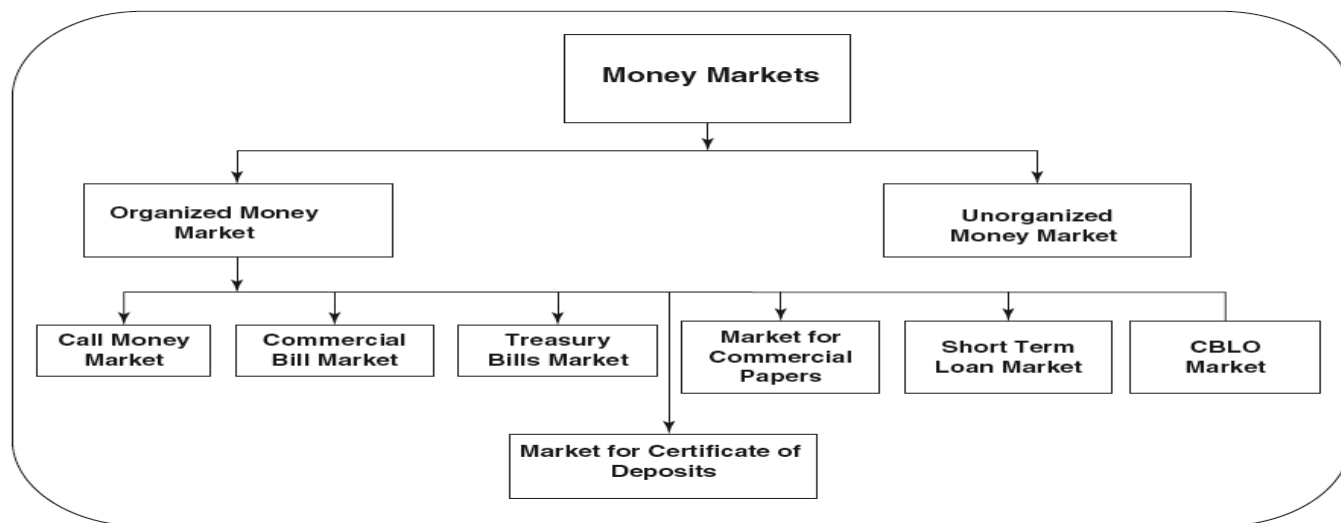 Money Markets
Organized Money
Market
Unorganized
Money Market
Call Money
Market
Commercial
Bill Market
Treasury
Bills Market
Market for
Commercial
Papers
Short Term
Loan Market
CBLO
Market
Market for Certificate of
Deposits